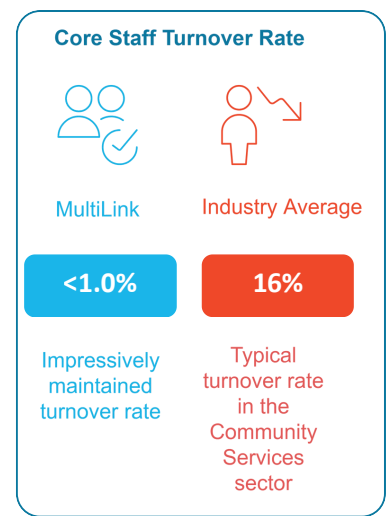 Core Staff Turnover Rate
MultiLink
Industry Average
<1.0%
16%
Impressively
maintained
turnover rate
Typical
turnover rate
in the
Community
Services
sector